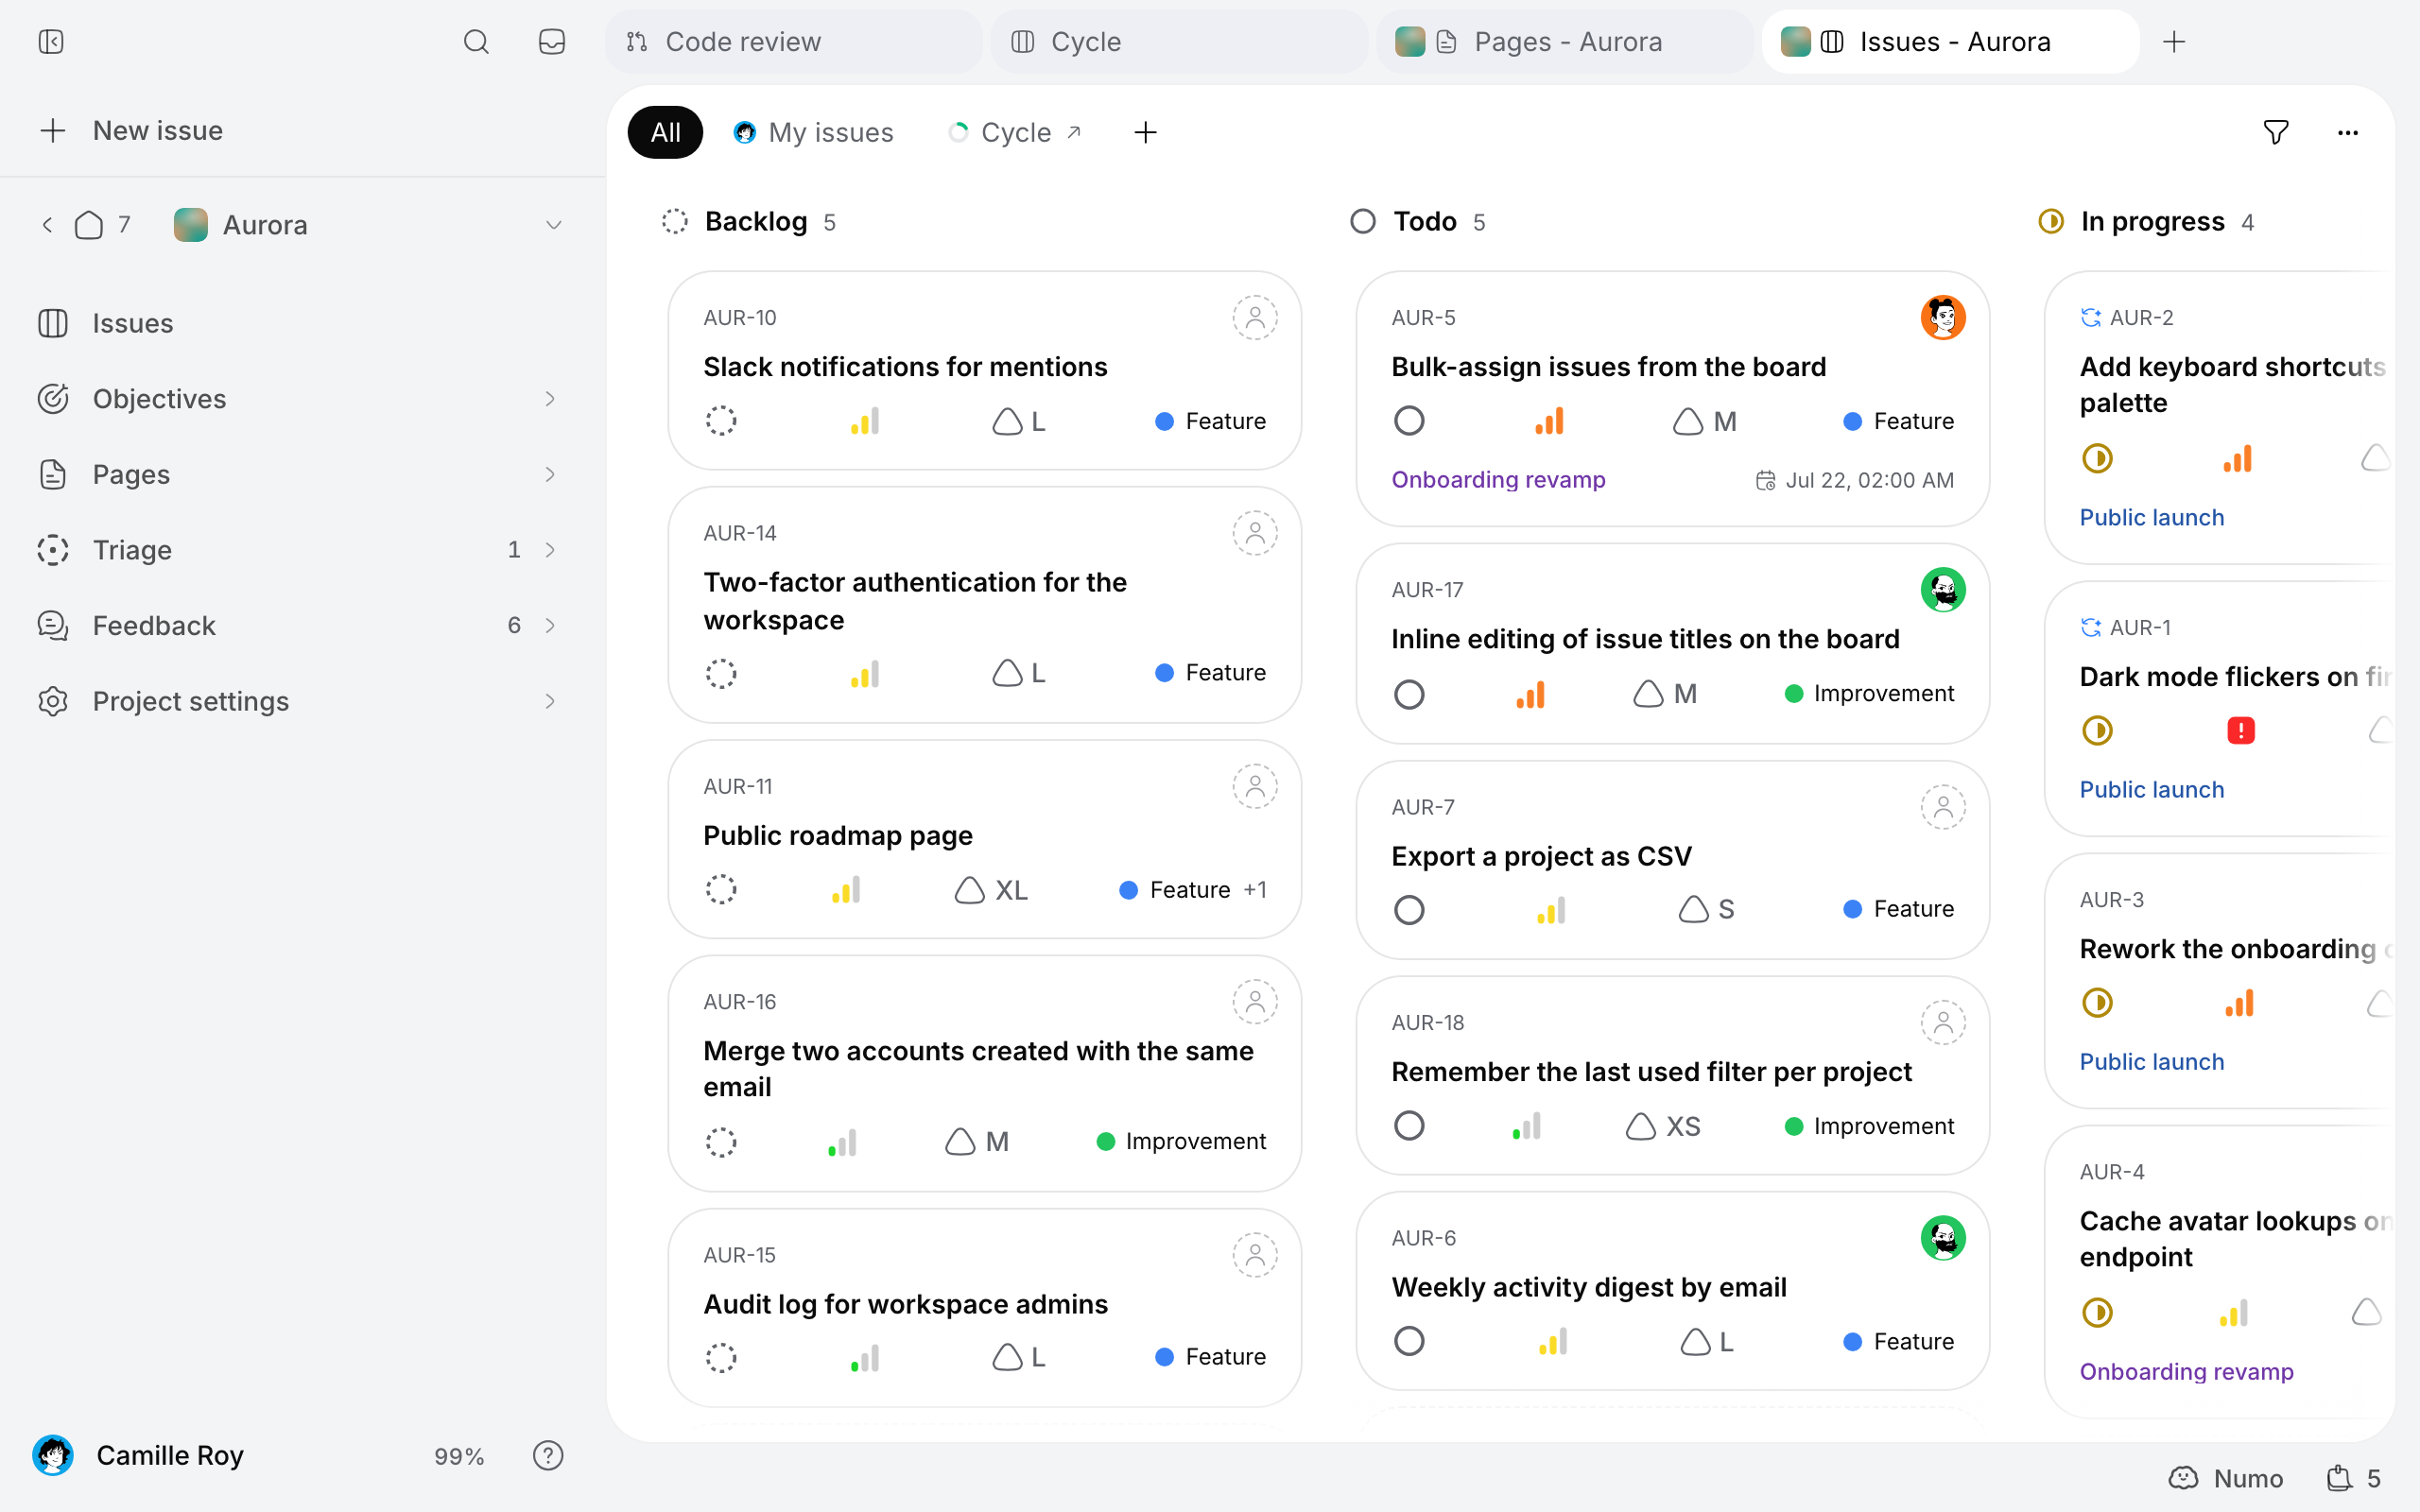 Code review
Cycle
Pages - Aurora
Issues - Aurora
New issue
7
Aurora
Issues
Objectives
Pages
Triage 1
Feedback 6
Project settings
Camille Roy
99%
All
My issues
Cycle
Backlog 5
AUR-10
Slack notifications for mentions
L
Feature
AUR-14
Two-factor authentication for the
workspace
L
Feature
AUR-11
Public roadmap page
XL
Feature +1
AUR-16
Merge two accounts created with the same
email
M
Improvement
AUR-15
Audit log for workspace admins
L
Feature
Todo 5
AUR-5
Bulk-assign issues from the board
M
Feature
Onboarding revamp
Jul 22, 02:00 AM
AUR-17
Inline editing of issue titles on the board
M
Improvement
AUR-7
Export a project as CSV
S
Feature
AUR-18
Remember the last used filter per project
XS
Improvement
AUR-6
Weekly activity digest by email
L
Feature
In progress 4
AUR-2
Add keyboard shortcuts
palette
Public launch
AUR-1
Dark mode flickers on
Public launch
AUR-3
Rework the onboarding
Public launch
AUR-4
Cache avatar lookups on
endpoint
Onboarding revamp
Numo
5